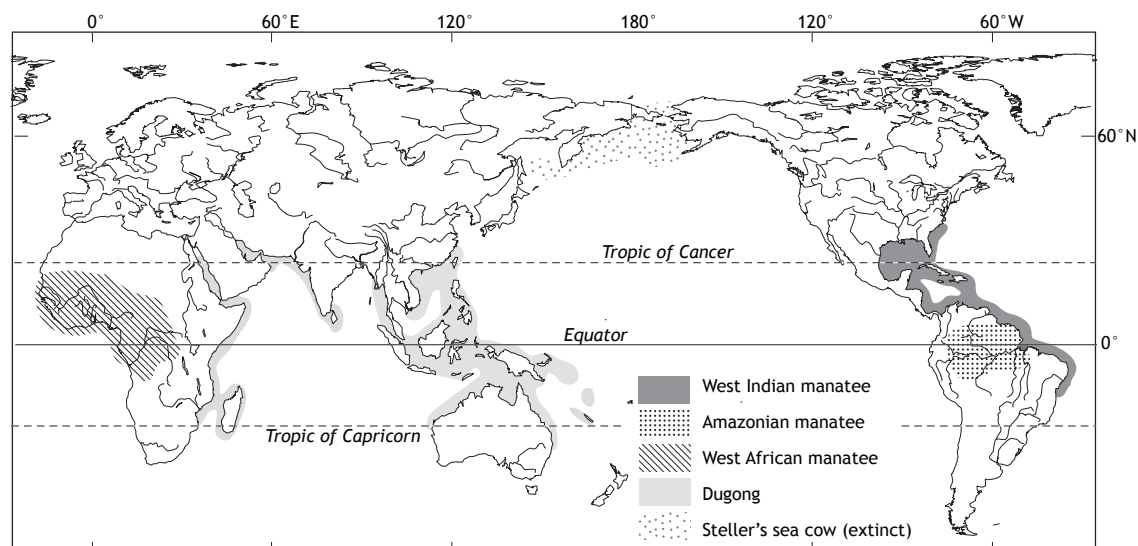 0° 60°E 120° 180° 120° 60°W
60°N
Tropic of Cancer
Equator
0°
West Indian manatee
Amazonian manatee
Tropic of Capricorn
West African manatee
Dugong
Steller's sea cow (extinct)